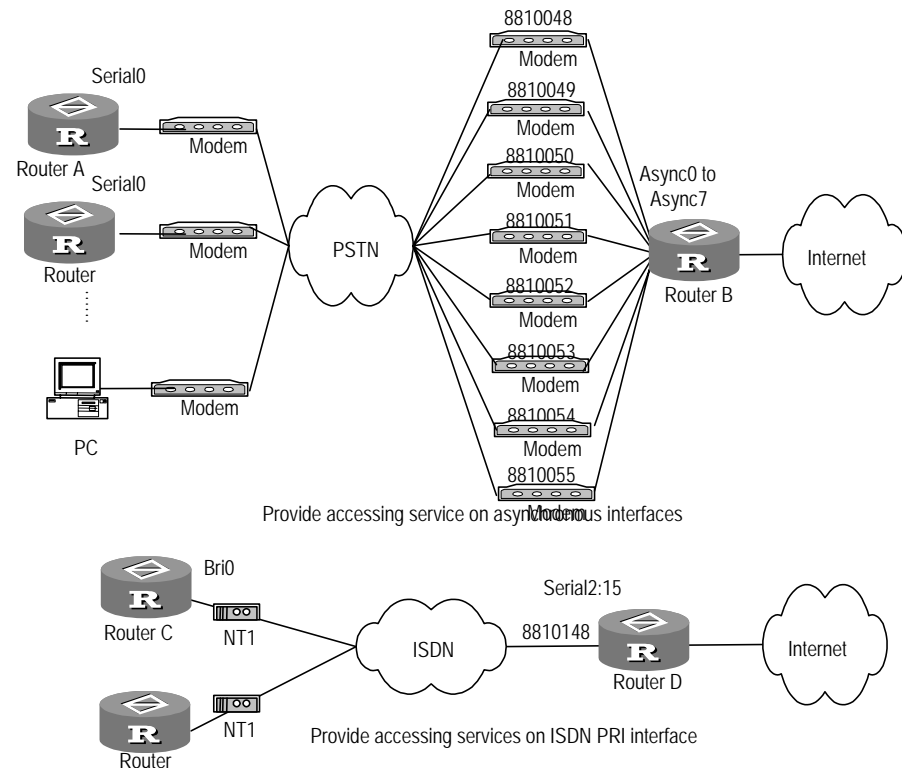 8810048
Modem
Serial0
R
Router A
Modem
8810049
Modem
Serial0
R
Router
Modem
8810050
Modem
PSTN
8810051
Modem
Async0 to
Async7
R
Router B
Internet
8810052
Modem
8810053
Modem
PC
Modem
8810054
Modem
8810055
Modem
Provide accessing service on asynchronous interfaces
Bri0
R
Router C
NT1
ISDN
8810148
Serial2:15
R
Router D
Internet
R
Router
NT1
Provide accessing services on ISDN PRI interface